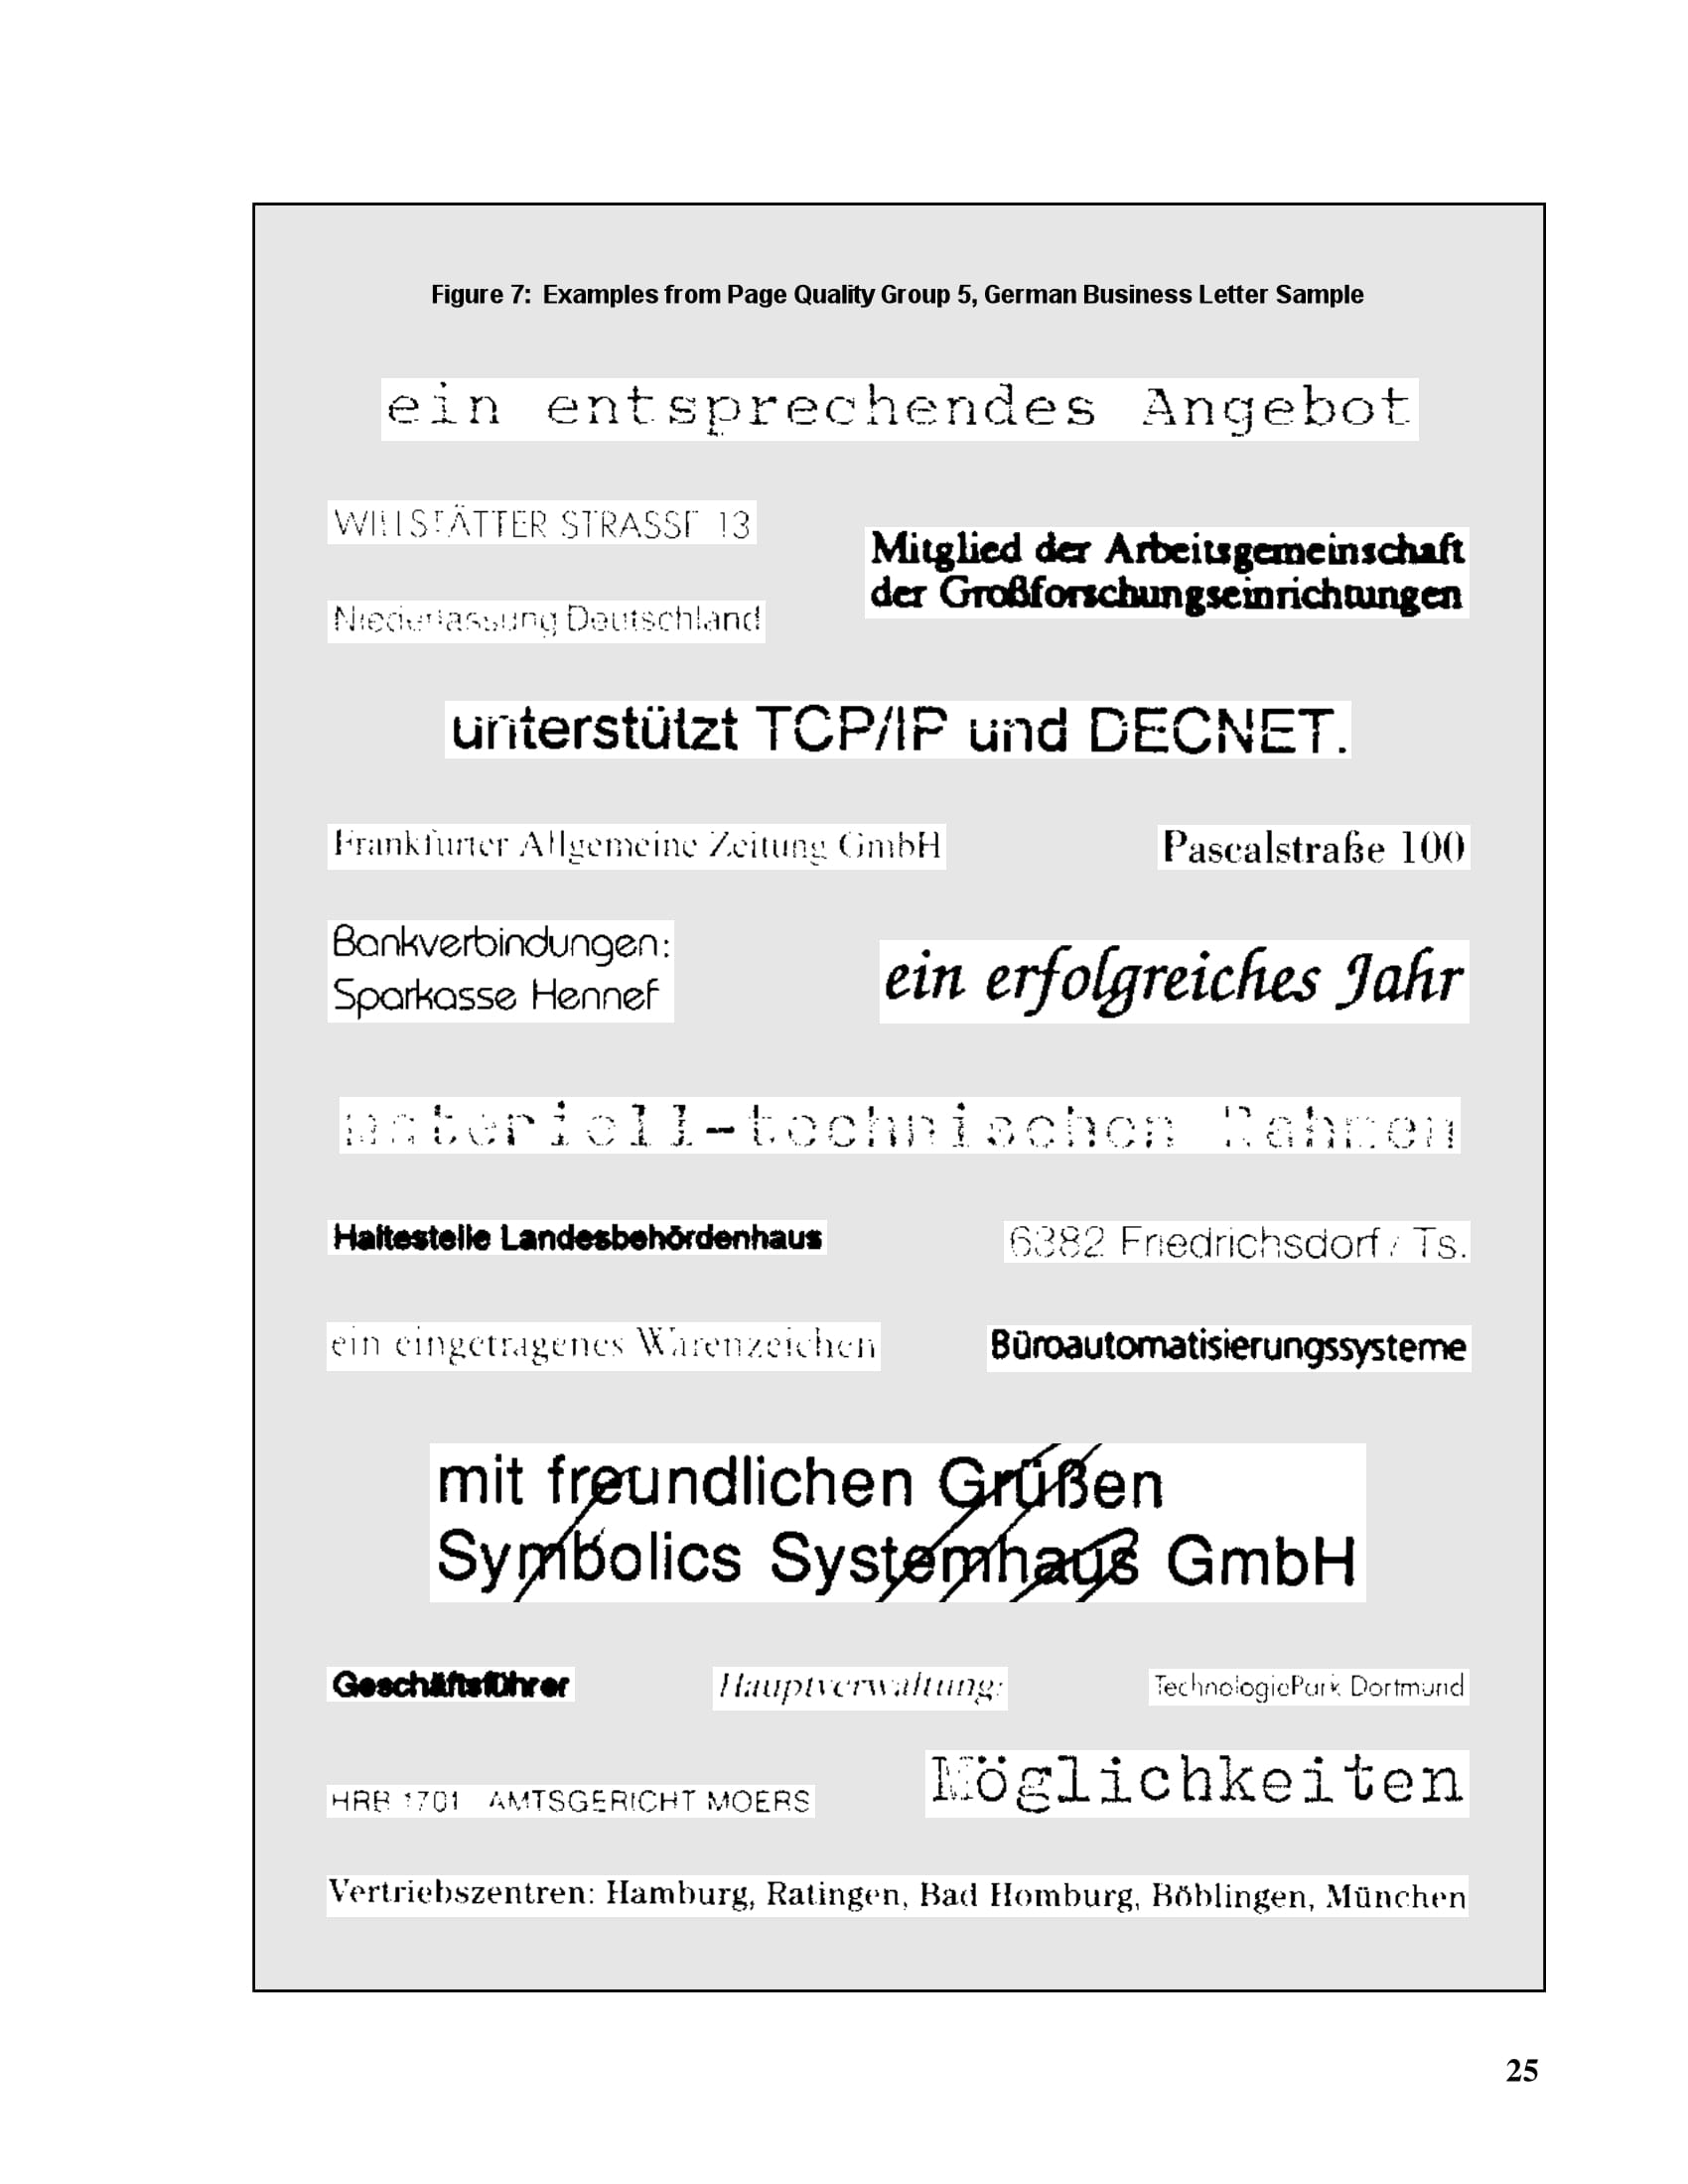 Figure 7: Examples from Page Quality Group 5, German Business Letter Sample
ein entsprechendes Angebot
WILLSTÄTTER STRASSE 13
Mitglied der Arbeitsgemeinschaft
der Großforschungseinrichtungen
Niederlassung Deutschland
unterstützt TCP/IP und DECNET.
Frankfurter Allgemeine Zeitung GmbH
Pascalstraße 100
Bankverbindungen:
Sparkasse Hennef
ein erfolgreiches Jahr
materiell-technischen Rahmen
Haltestelle Landesbehördenhaus
6382 Friedrichsdorf / Ts.
ein eingetragenes Warenzeichen
Büroautomatisierungssysteme
mit freundlichen Grüßen
Symbolics Systemhaus GmbH
Geschäftsführer
Hauptverwaltung:
TechnologiePark Dortmund
HRB 1701 AMTSGERICHT MOERS
Möglichkeiten
Vertriebszentren: Hamburg, Ratingen, Bad Homburg, Böblingen, München
25